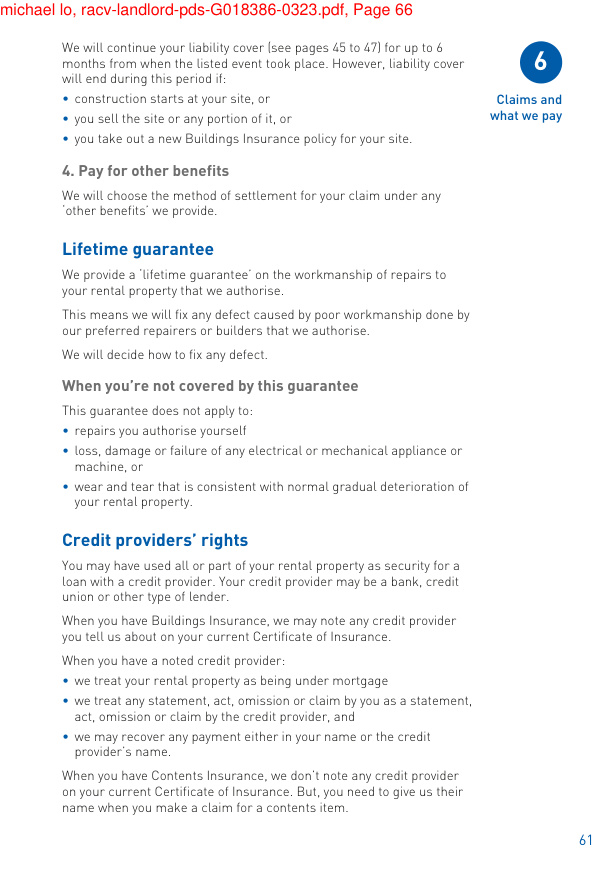 michael lo, racv-landlord-pds-G018386-0323.pdf, Page 66
We will continue your liability cover (see pages 45 to 47) for up to 6
months from when the listed event took place. However, liability cover
will end during this period if:
• construction starts at your site, or
• you sell the site or any portion of it, or
• you take out a new Buildings Insurance policy for your site.
6
Claims and
what we pay
4. Pay for other benefits
We will choose the method of settlement for your claim under any
‘other benefits’ we provide.
Lifetime guarantee
We provide a ‘lifetime guarantee’ on the workmanship of repairs to
your rental property that we authorise.
This means we will fix any defect caused by poor workmanship done by
our preferred repairers or builders that we authorise.
We will decide how to fix any defect.
When you’re not covered by this guarantee
This guarantee does not apply to:
• repairs you authorise yourself
• loss, damage or failure of any electrical or mechanical appliance or
machine, or
• wear and tear that is consistent with normal gradual deterioration of
your rental property.
Credit providers’ rights
You may have used all or part of your rental property as security for a
loan with a credit provider. Your credit provider may be a bank, credit
union or other type of lender.
When you have Buildings Insurance, we may note any credit provider
you tell us about on your current Certificate of Insurance.
When you have a noted credit provider:
• we treat your rental property as being under mortgage
• we treat any statement, act, omission or claim by you as a statement,
act, omission or claim by the credit provider, and
• we may recover any payment either in your name or the credit
provider’s name.
When you have Contents Insurance, we don’t note any credit provider
on your current Certificate of Insurance. But, you need to give us their
name when you make a claim for a contents item.
61